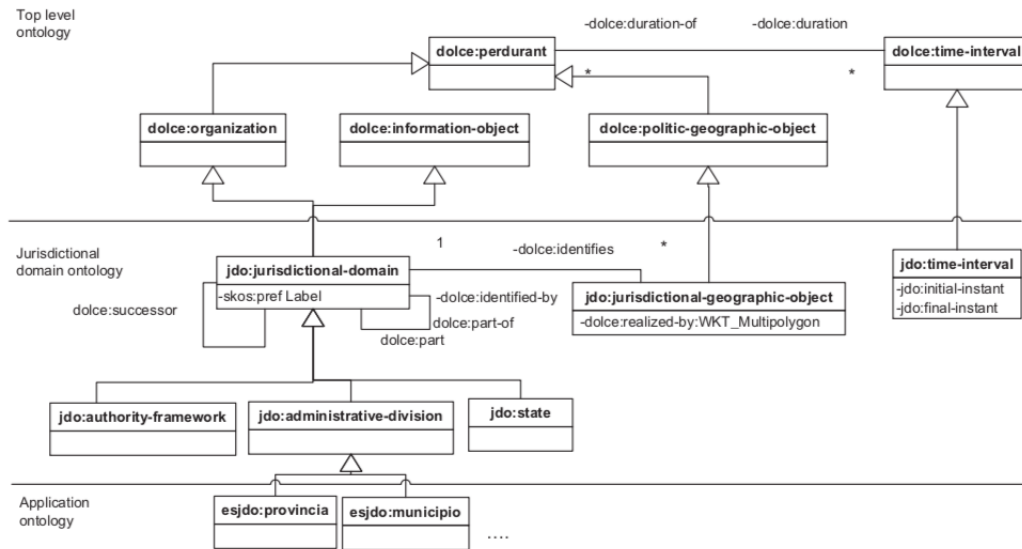 Top level
ontology
-dolce:duration-of
-dolce:duration
dolce:perdurant
dolce:time-interval
*
*
dolce:organization
dolce:information-object
dolce:politic-geographic-object
Jurisdictional
domain ontology
1
-dolce:identifies
*
jdo:jurisdictional-domain
-skos:pref Label
dolce:successor
-dolce:identified-by
dolce:part-of
dolce:part
jdo:jurisdictional-geographic-object
-dolce:realized-by:WKT_Multipolygon
jdo:time-interval
-jdo:initial-instant
-jdo:final-instant
jdo:authority-framework
jdo:administrative-division
jdo:state
Application
ontology
esjdo:provincia
esjdo:municipio
....